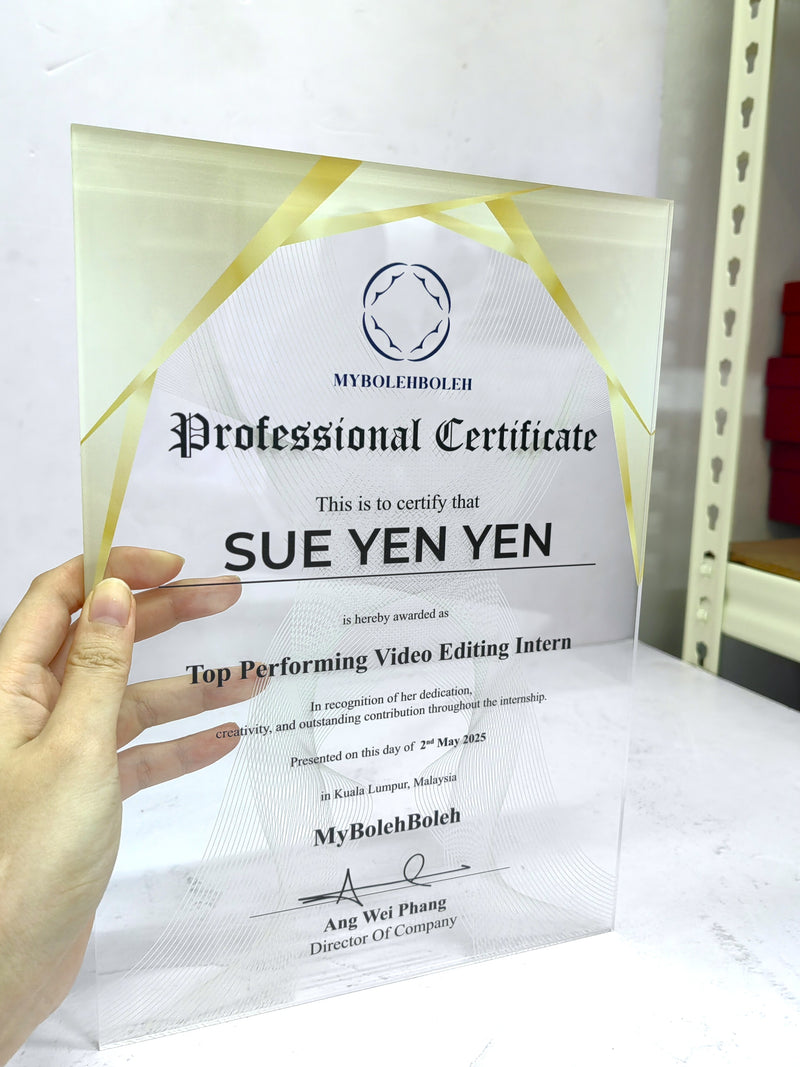 MYBOLEHBOLEH
Professional Certificate
This is to certify that
SUE YEN YEN
is hereby awarded as
Top Performing Video Editing Intern
In recognition of her dedication,
creativity, and outstanding contribution throughout the internship.
Presented on this day of 2nd May 2025
in Kuala Lumpur, Malaysia
MyBolehBoleh
Ang Wei Phang
Director Of Company